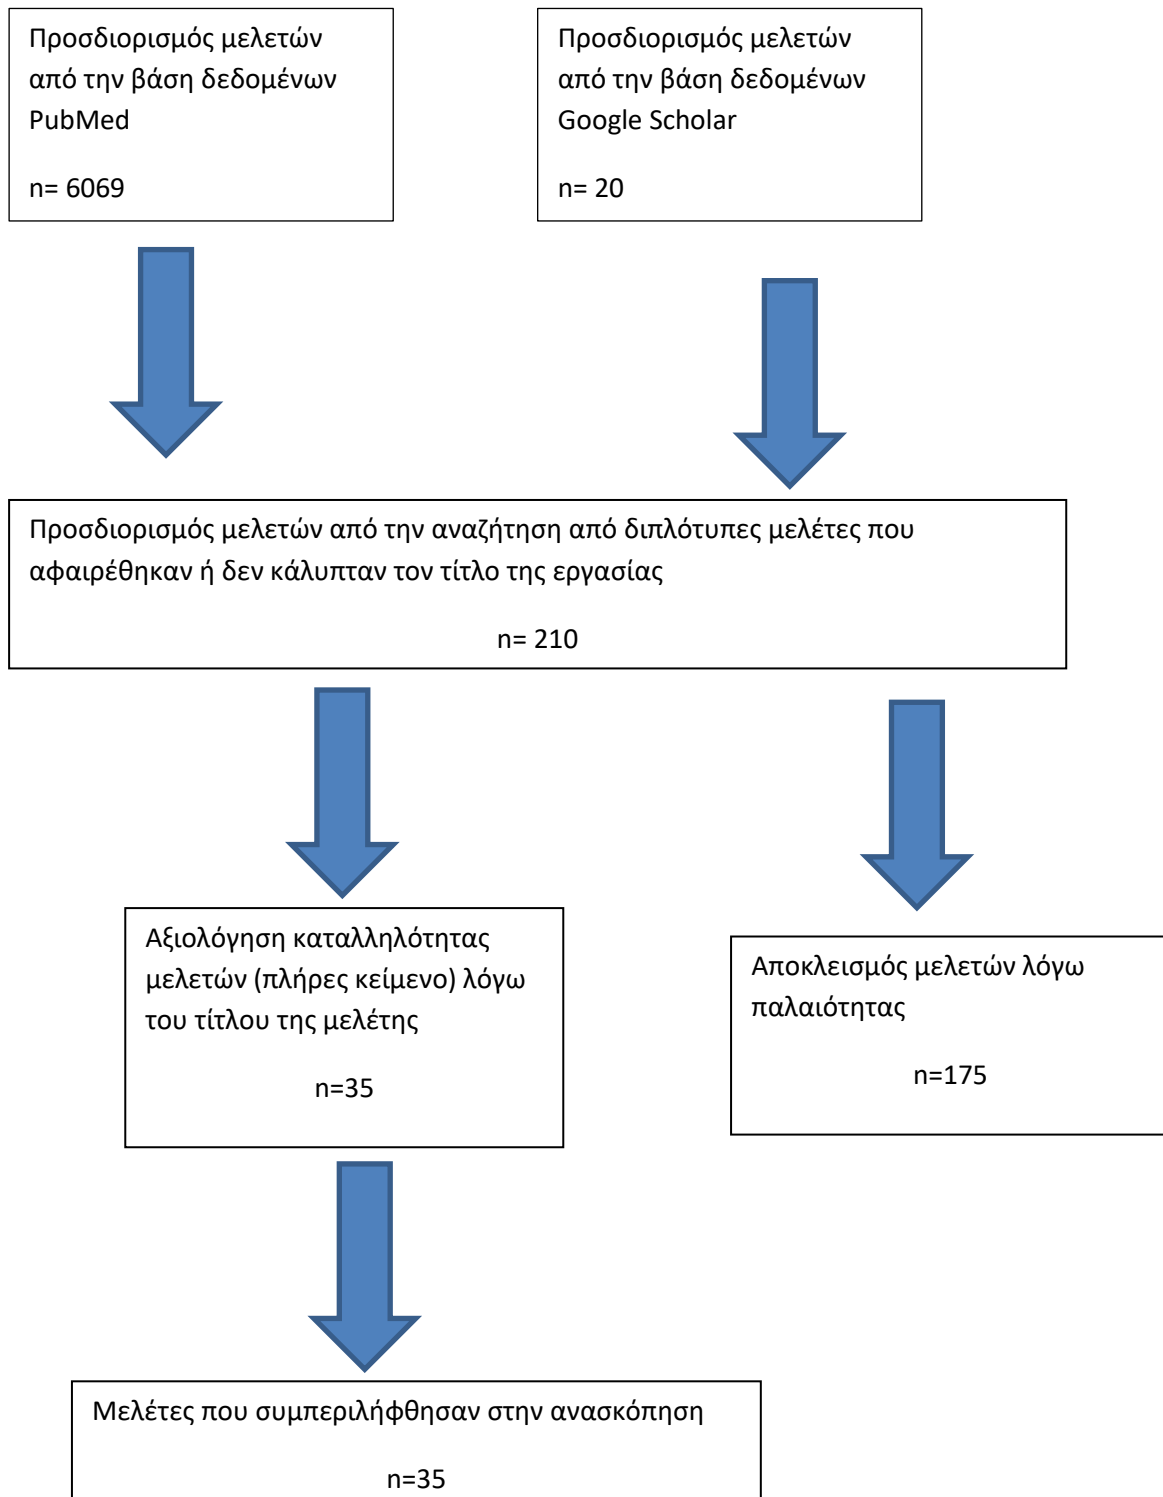 Προσδιορισμός μελετών
από την βάση δεδομένων
PubMed
n= 6069
Προσδιορισμός μελετών
από την βάση δεδομένων
Google Scholar
n= 20
Προσδιορισμός μελετών από την αναζήτηση από διπλότυπες μελέτες που
αφαιρέθηκαν ή δεν κάλυπταν τον τίτλο της εργασίας
n= 210
Αξιολόγηση καταλληλότητας
μελετών (πλήρες κείμενο) λόγω
του τίτλου της μελέτης
n=35
Αποκλεισμός μελετών λόγω
παλαιότητας
n=175
Μελέτες που συμπεριλήφθησαν στην ανασκόπηση
n=35